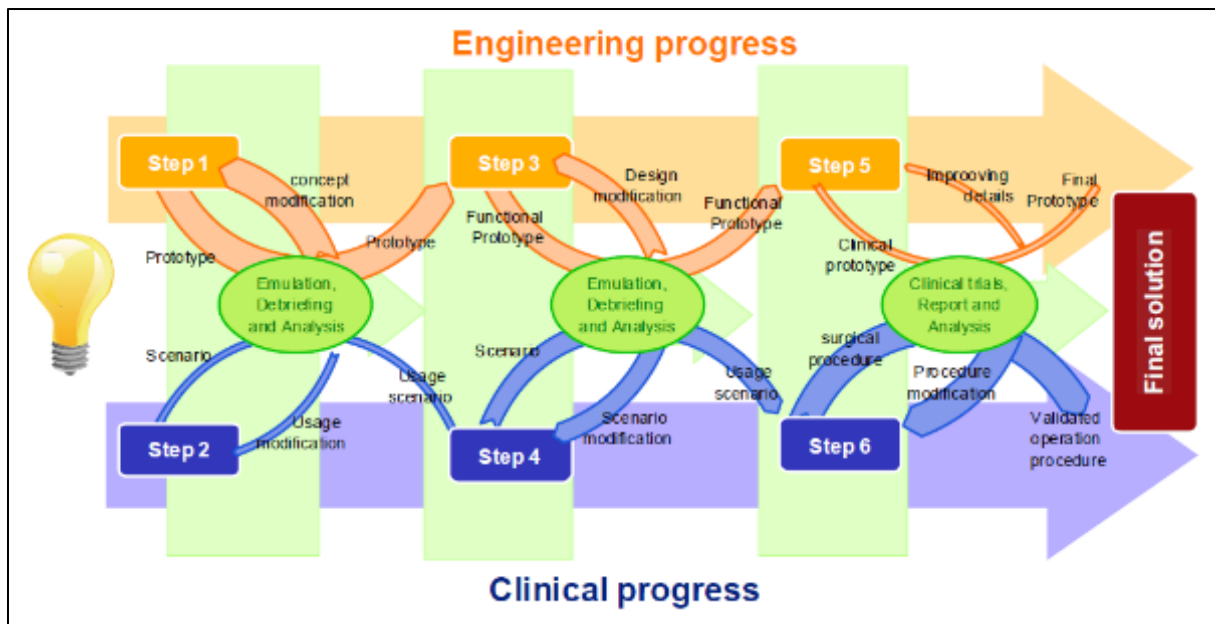 Engineering progress
Step 1
concept
modification
Prototype
Prototype
Step 3
Design
modification
Functional
Prototype
Functional
Prototype
Step 5
Improoving
details
Final
Prototype
Clinical
prototype
Emulation,
Debriefing
and Analysis
Emulation,
Debriefing
and Analysis
Clinical trials,
Report and
Analysis
Final solution
Scenario
Usage
modification
Usage
scenario
Step 2
Scenario
Scenario
modification
Usage
scenario
Step 4
surgical
procedure
Procedure
modification
Validated
operation
procedure
Step 6
Clinical progress